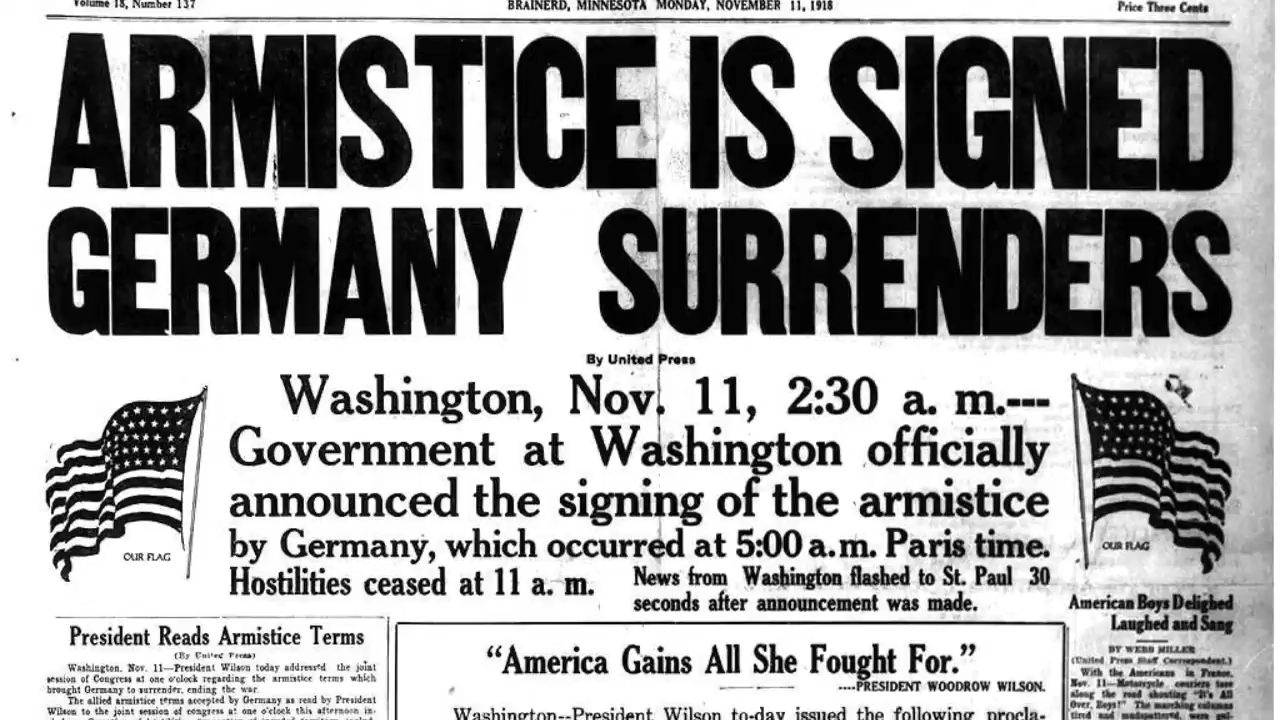 Volume 18, Number 137
BRAINERD, MINNESOTA MONDAY, NOVEMBER 11, 1918
Price Three Cents
ARMISTICE IS SIGNED
GERMANY SURRENDERS
By United Press
Washington, Nov. 11, 2:30 a. m.---
Government at Washington officially
announced the signing of the armistice
by Germany, which occurred at 5:00 a.m. Paris time.
Hostilities ceased at 11 a. m.
News from Washington flashed to St. Paul 30
seconds after announcement was made.
OUR FLAG
OUR FLAG
President Reads Armistice Terms
(By United Press)
Washington, Nov. 11—President Wilson today addressed the joint
session of Congress at one o'clock regarding the armistice terms which
brought Germany to surrender, ending the war.
The allied armistice terms accepted by Germany as read by President
Wilson to the joint session of congress at one o'clock this afternoon in-
"America Gains All She Fought For."
----PRESIDENT WOODROW WILSON.
Washington--President Wilson to-day issued the following procla-
American Boys Delighed
Laughed and Sang
BY WEBB MILLER
(United Press Staff Correspondent.)
With the Americans in France,
Nov. 11—Motorcycle couriers tore
along the road shouting "It's All
Over, Boys!" The marching columns
tired and